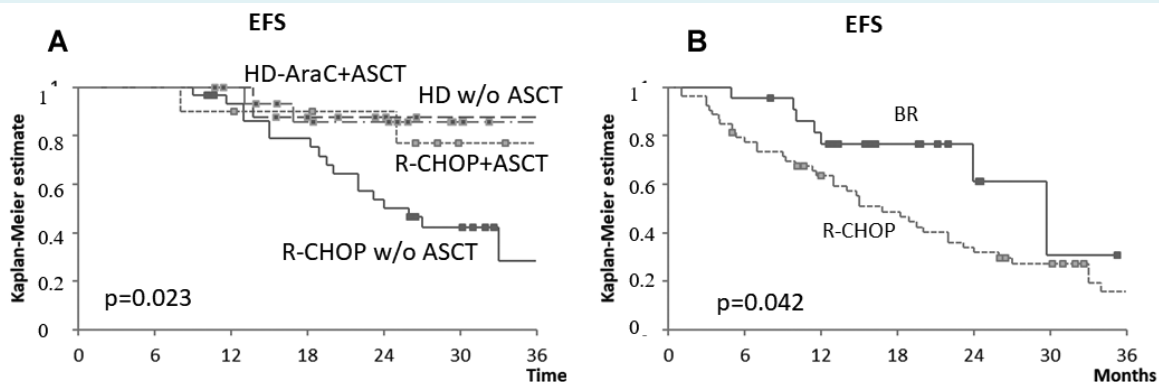 EFS
A
HD-AraC+ASCT
HD w/o ASCT
R-CHOP+ASCT
R-CHOP w/o ASCT
p=0.023
Kaplan-Meier estimate
1
0.8
0.6
0.4
0.2
0
0 6 12 18 24 30 36
Time
EFS
B
BR
R-CHOP
p=0.042
Kaplan-Meier estimate
1
0.8
0.6
0.4
0.2
0
0 6 12 18 24 30 36
Months